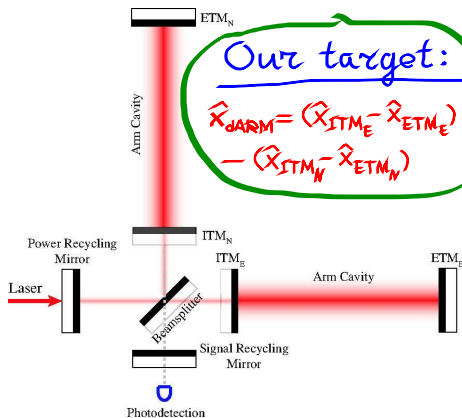 ETM_N
Our target:
x̂_dARM = (x̂_ITM_E - x̂_ETM_E)
- (x̂_ITM_N - x̂_ETM_N)
Arm Cavity
ITM_N
Power Recycling
Mirror
ITM_E
ETM_E
Arm Cavity
Laser
Beamsplitter
Signal Recycling
Mirror
Photodetection